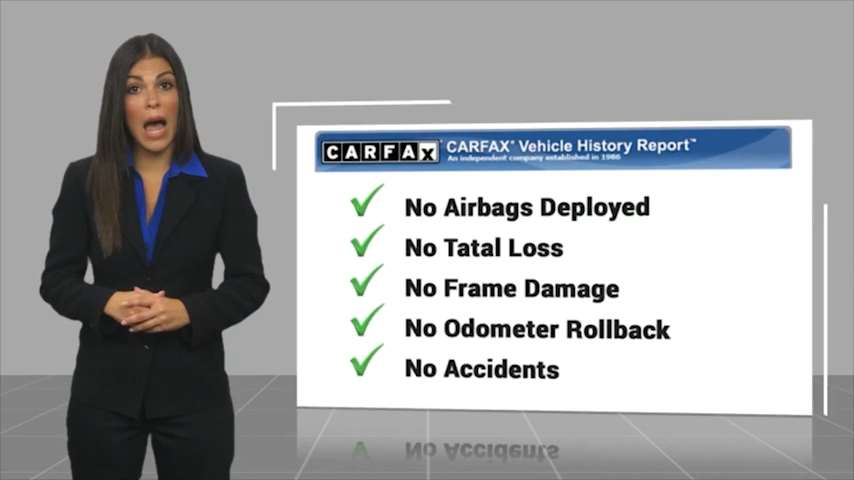 CARFAX CARFAX® Vehicle History Report™
An independent company established in 1986
No Airbags Deployed
No Tatal Loss
No Frame Damage
No Odometer Rollback
No Accidents
No Accidents